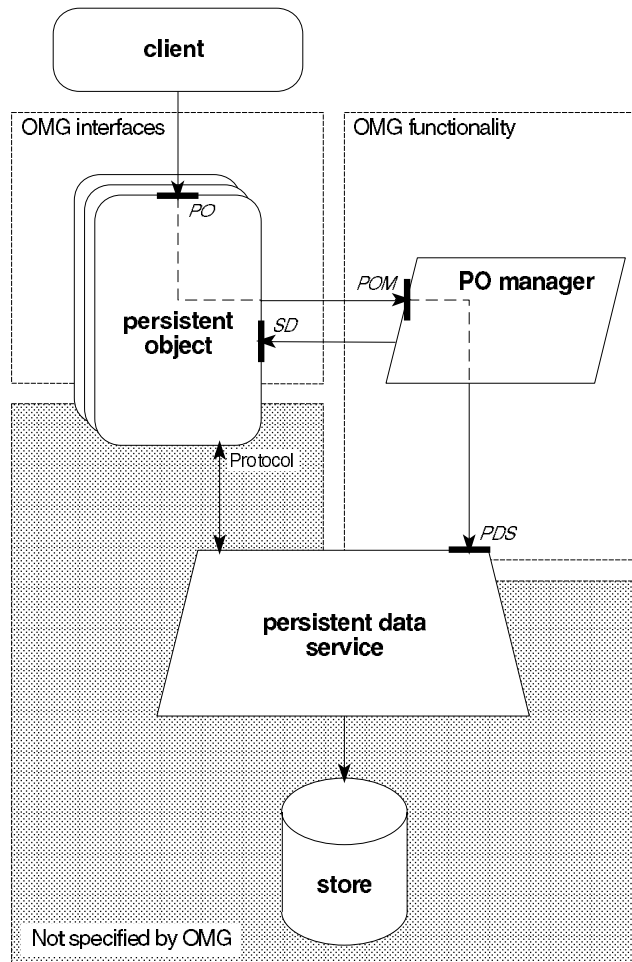 client
OMG interfaces
OMG functionality
PO
POM
PO manager
persistent
object
SD
Protocol
PDS
persistent data
service
store
Not specified by OMG